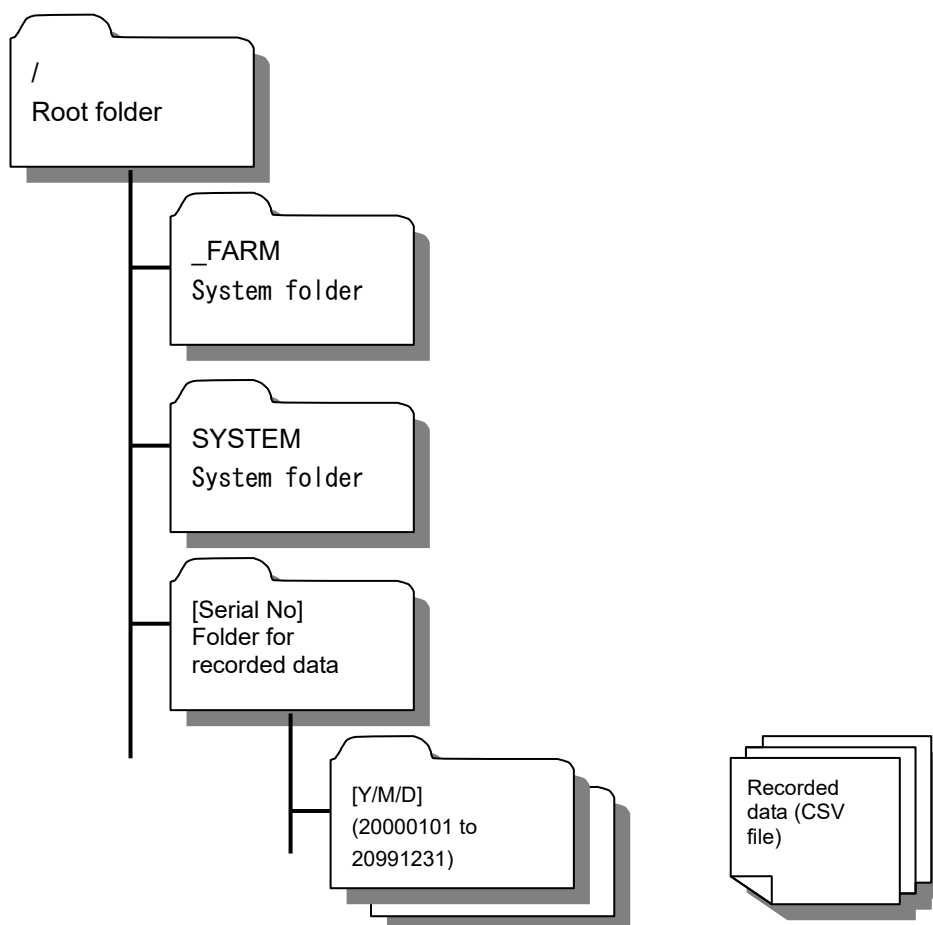 /
Root folder
_FARM
System folder
SYSTEM
System folder
[Serial No]
Folder for
recorded data
[Y/M/D]
(20000101 to
20991231)
Recorded
data (CSV
file)